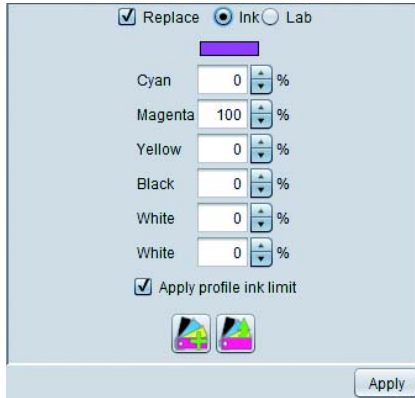 Replace Ink Lab
Cyan 0 %
Magenta 100 %
Yellow 0 %
Black 0 %
White 0 %
White 0 %
Apply profile ink limit
Apply